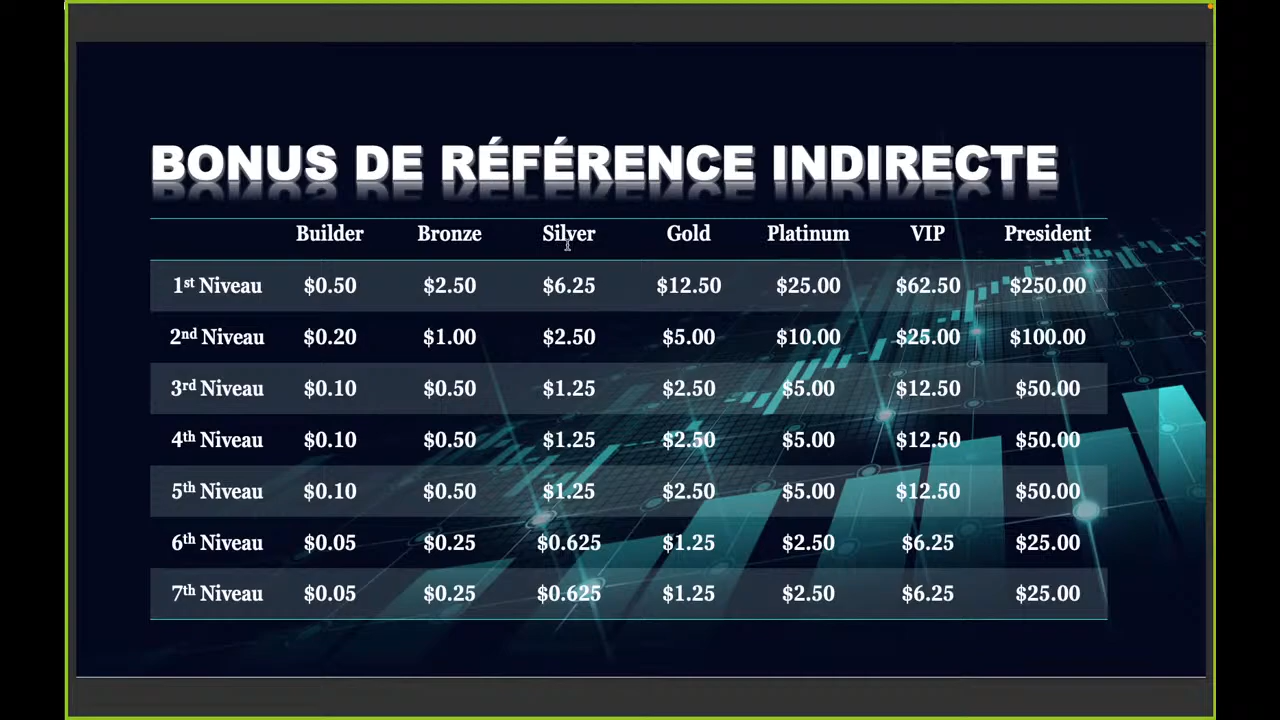 BONUS DE RÉFÉRENCE INDIRECTE
Builder Bronze Silver Gold Platinum VIP President
1st Niveau $0.50 $2.50 $6.25 $12.50 $25.00 $62.50 $250.00
2nd Niveau $0.20 $1.00 $2.50 $5.00 $10.00 $25.00 $100.00
3rd Niveau $0.10 $0.50 $1.25 $2.50 $5.00 $12.50 $50.00
4th Niveau $0.10 $0.50 $1.25 $2.50 $5.00 $12.50 $50.00
5th Niveau $0.10 $0.50 $1.25 $2.50 $5.00 $12.50 $50.00
6th Niveau $0.05 $0.25 $0.625 $1.25 $2.50 $6.25 $25.00
7th Niveau $0.05 $0.25 $0.625 $1.25 $2.50 $6.25 $25.00